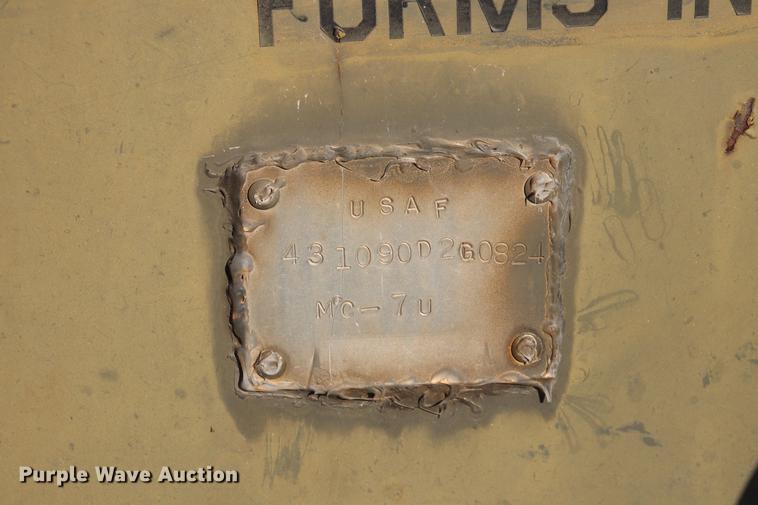 FORMS IN
USAF
431090D2G0824
MC-7U
Purple Wave Auction